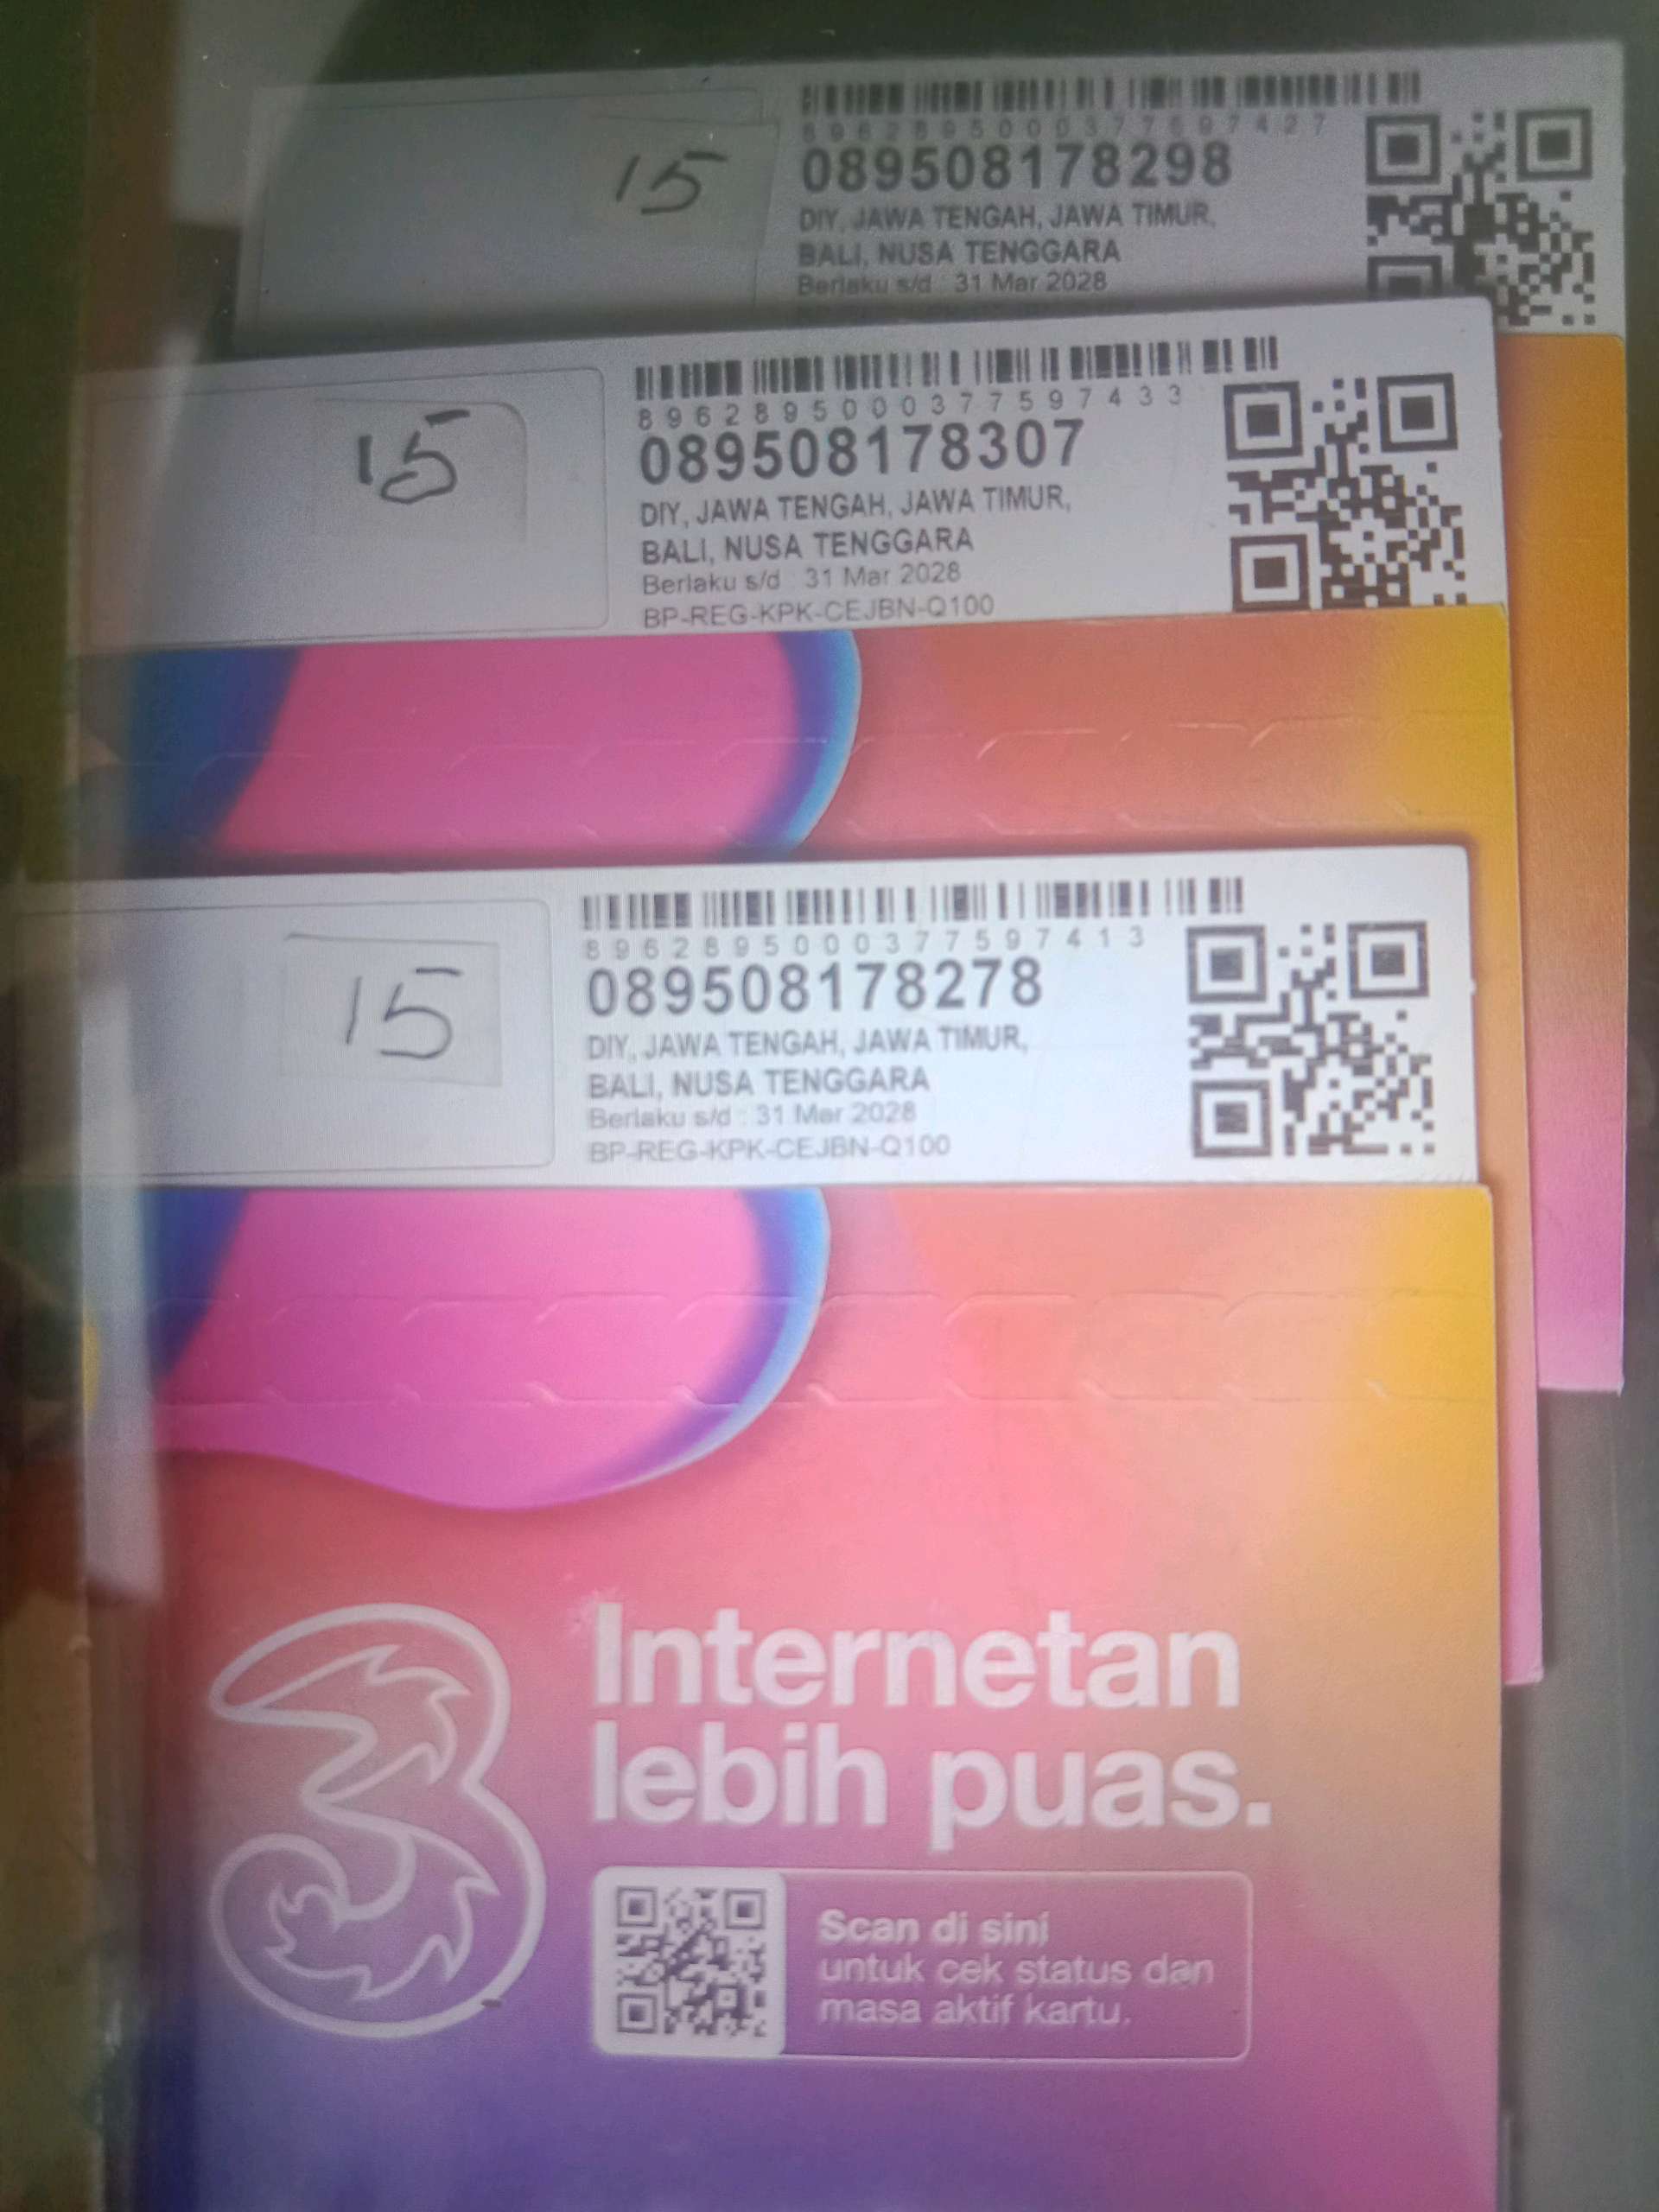 15
8962895000377597427
089508178298
DIY, JAWA TENGAH, JAWA TIMUR,
BALI, NUSA TENGGARA
Berlaku s/d : 31 Mar 2028
15
8962895000377597433
089508178307
DIY, JAWA TENGAH, JAWA TIMUR,
BALI, NUSA TENGGARA
Berlaku s/d : 31 Mar 2028
BP-REG-KPK-CEJBN-Q100
15
8962895000377597413
089508178278
DIY, JAWA TENGAH, JAWA TIMUR,
BALI, NUSA TENGGARA
Berlaku s/d : 31 Mar 2028
BP-REG-KPK-CEJBN-Q100
3
Internetan
lebih puas.
Scan di sini
untuk cek status dan
masa aktif kartu.